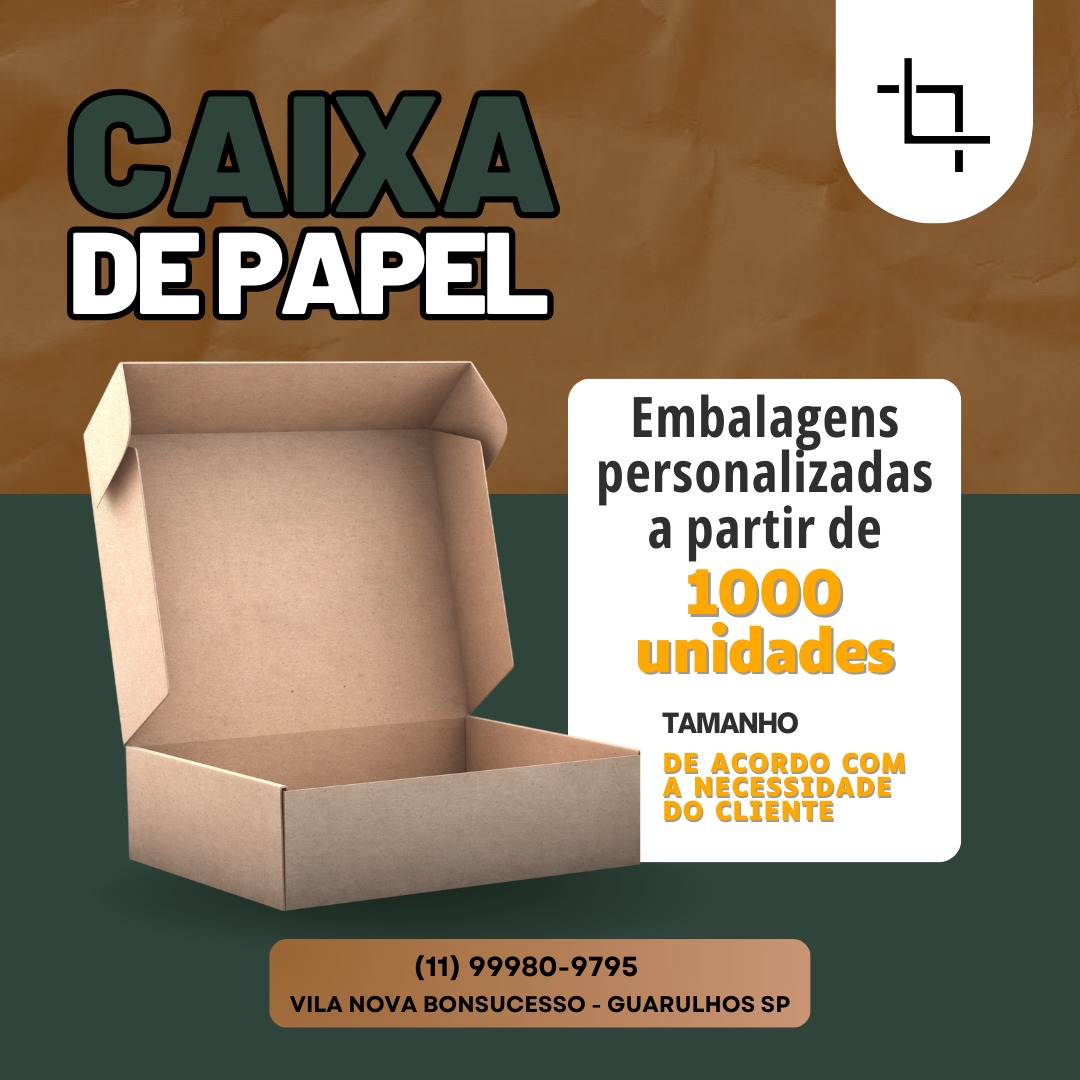 CAIXA
DE PAPEL
Embalagens
personalizadas
a partir de
1000
unidades
TAMANHO
DE ACORDO COM
A NECESSIDADE
DO CLIENTE
(11) 99980-9795
VILA NOVA BONSUCESSO - GUARULHOS SP